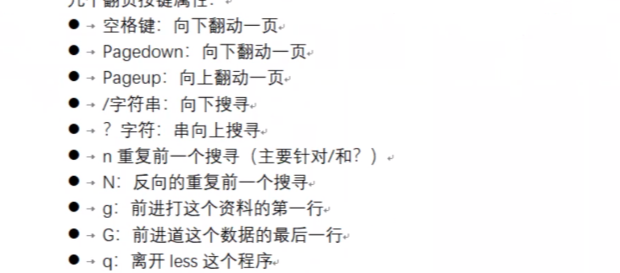 几个翻页按键属性：
● 空格键：向下翻动一页
● Pagedown：向下翻动一页
● Pageup：向上翻动一页
● /字符串：向下搜寻
● ？字符：串向上搜寻
● n 重复前一个搜寻（主要针对/和？）
● N：反向的重复前一个搜寻
● g：前进打这个资料的第一行
● G：前进道这个数据的最后一行
● q：离开 less 这个程序